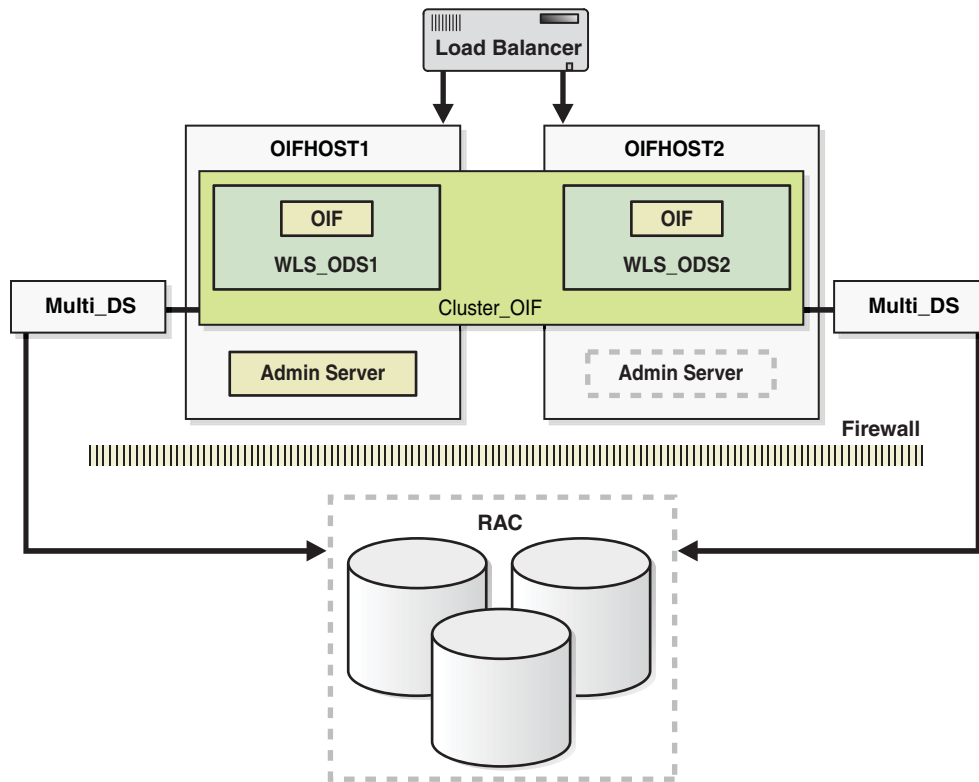 Load Balancer
OIFHOST1
OIFHOST2
OIF
OIF
WLS_ODS1
WLS_ODS2
Multi_DS
Cluster_OIF
Multi_DS
Admin Server
Admin Server
Firewall
RAC